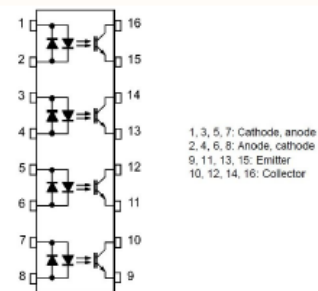 1 16
2 15
3 14
4 13
5 12
6 11
7 10
8 9
1, 3, 5, 7: Cathode, anode
2, 4, 6, 8: Anode, cathode
9, 11, 13, 15: Emitter
10, 12, 14, 16: Collector